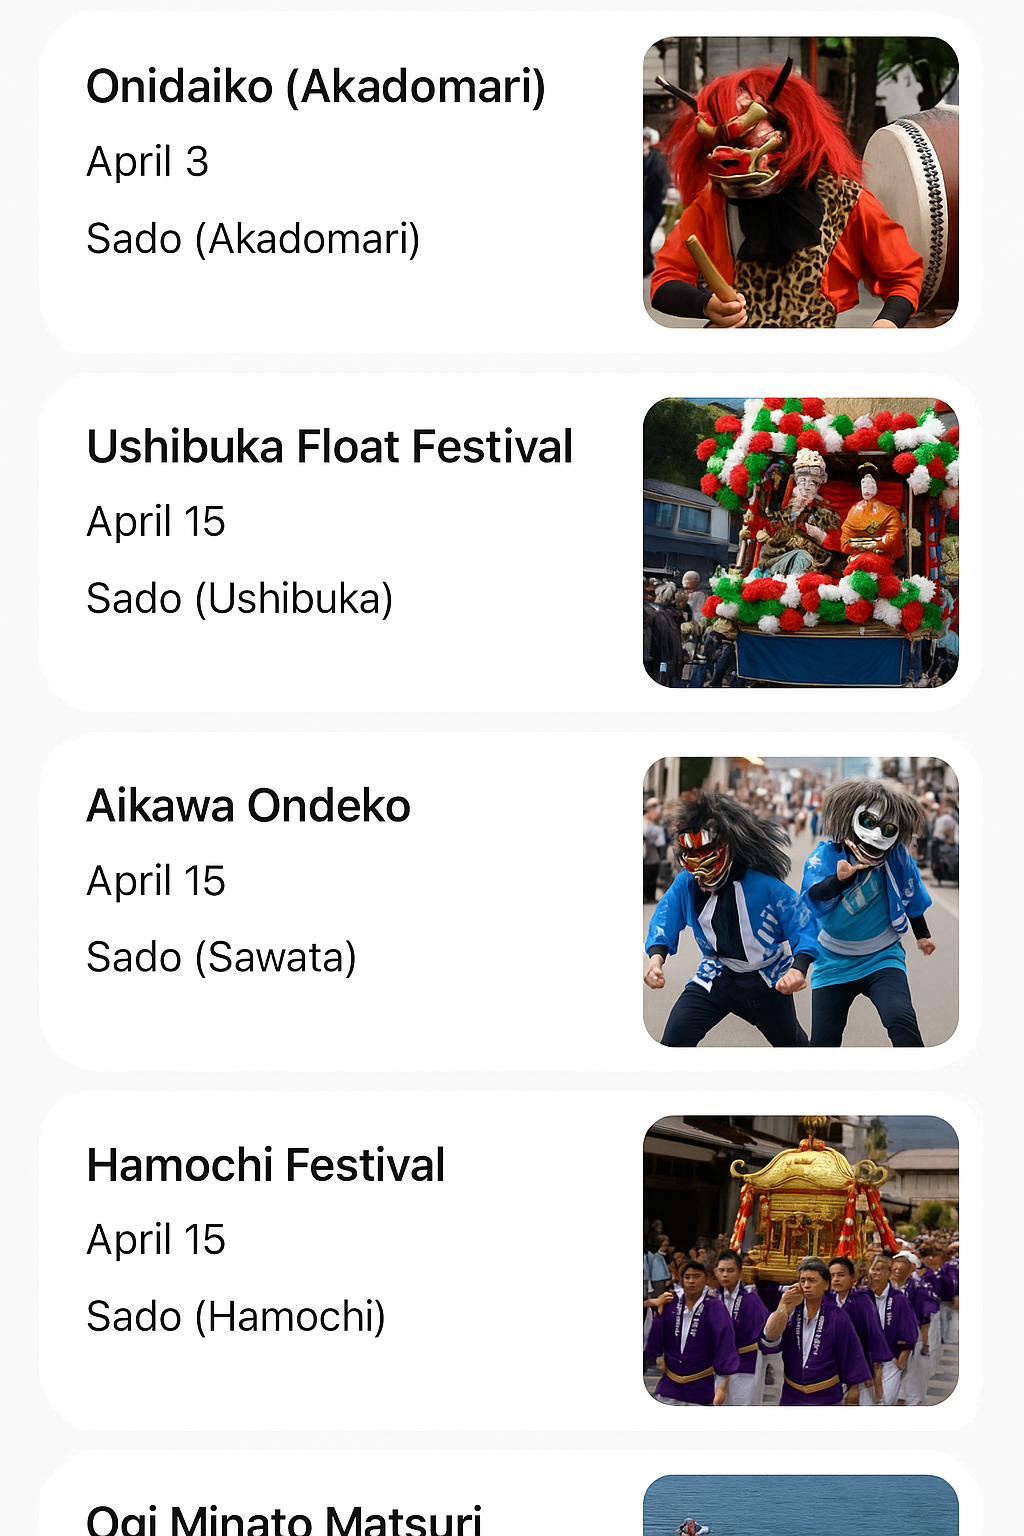 Onidaiko (Akadomari)
April 3
Sado (Akadomari)
Ushibuka Float Festival
April 15
Sado (Ushibuka)
Aikawa Ondeko
April 15
Sado (Sawata)
Hamochi Festival
April 15
Sado (Hamochi)
Ogi Minato Matsuri